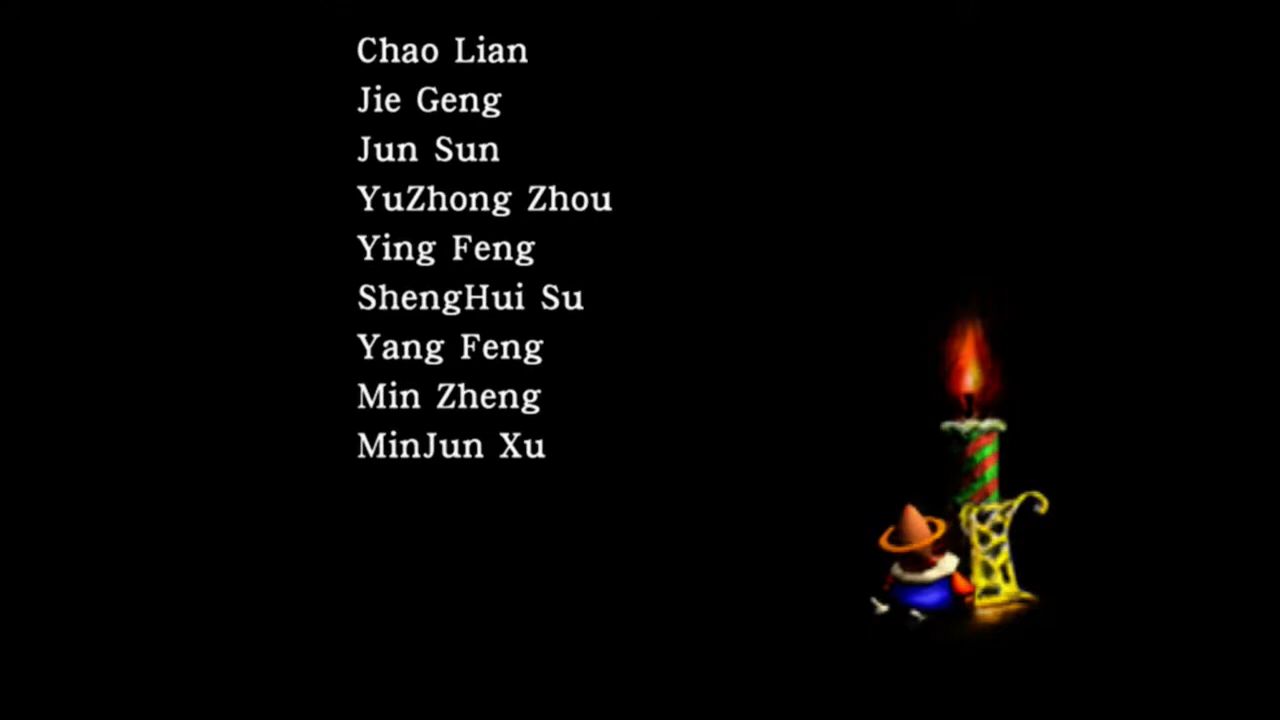 Chao Lian
Jie Geng
Jun Sun
YuZhong Zhou
Ying Feng
ShengHui Su
Yang Feng
Min Zheng
MinJun Xu